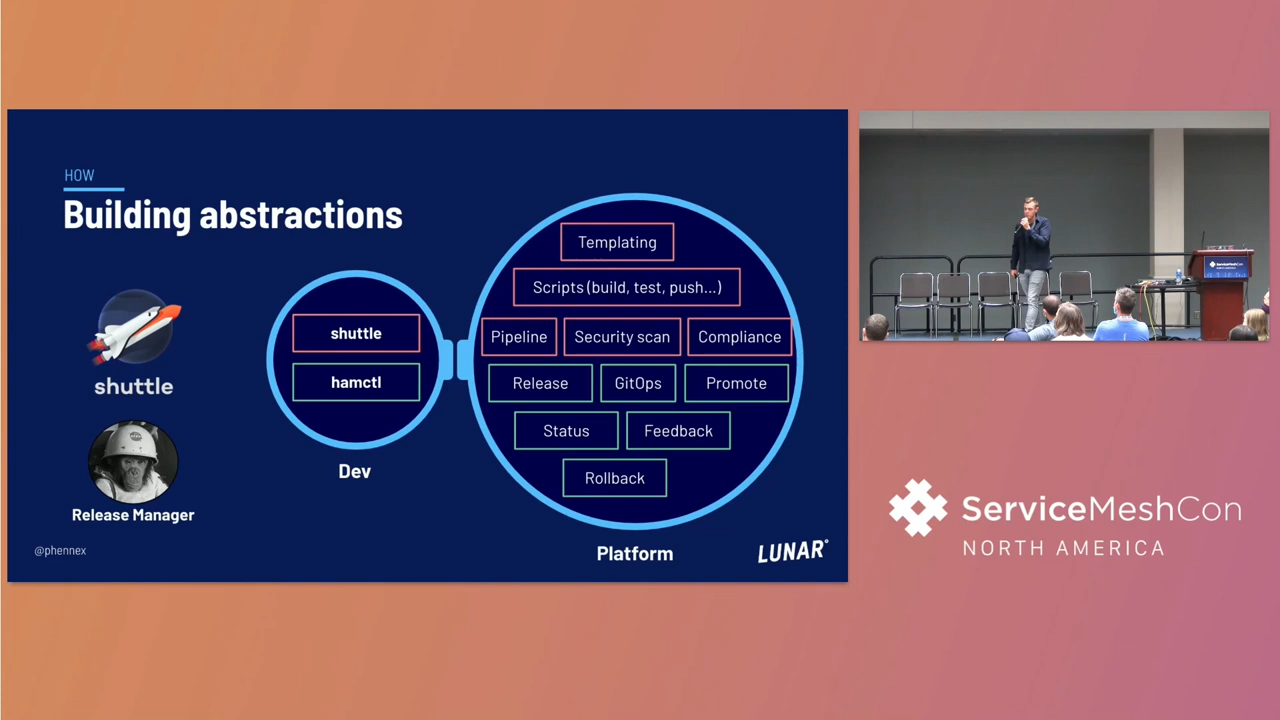 HOW
Building abstractions
shuttle
Release Manager
@phennex
shuttle
hamctl
Dev
Templating
Scripts (build, test, push...)
Pipeline Security scan Compliance
Release GitOps Promote
Status Feedback
Rollback
Platform
LUNAR°
ServiceMeshCon
ServiceMeshCon
NORTH AMERICA